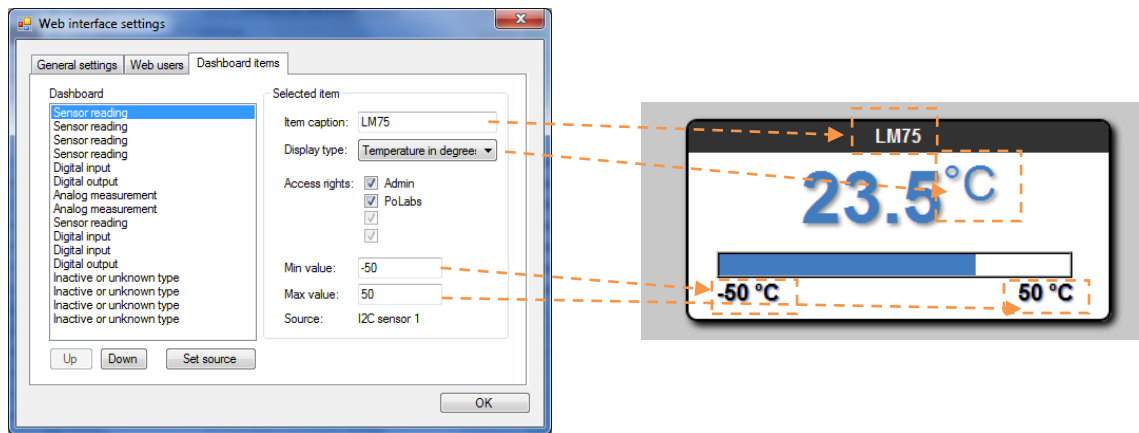 Web interface settings
General settings
Web users
Dashboard items
Dashboard
Sensor reading
Sensor reading
Sensor reading
Sensor reading
Digital input
Digital output
Analog measurement
Analog measurement
Sensor reading
Digital input
Digital input
Digital output
Inactive or unknown type
Inactive or unknown type
Inactive or unknown type
Inactive or unknown type
Up
Down
Set source
Selected item
Item caption: LM75
Display type: Temperature in degree
Access rights: Admin
PoLabs
Min value: -50
Max value: 50
Source: I2C sensor 1
OK
LM75
23.5 °C
-50 °C
50 °C